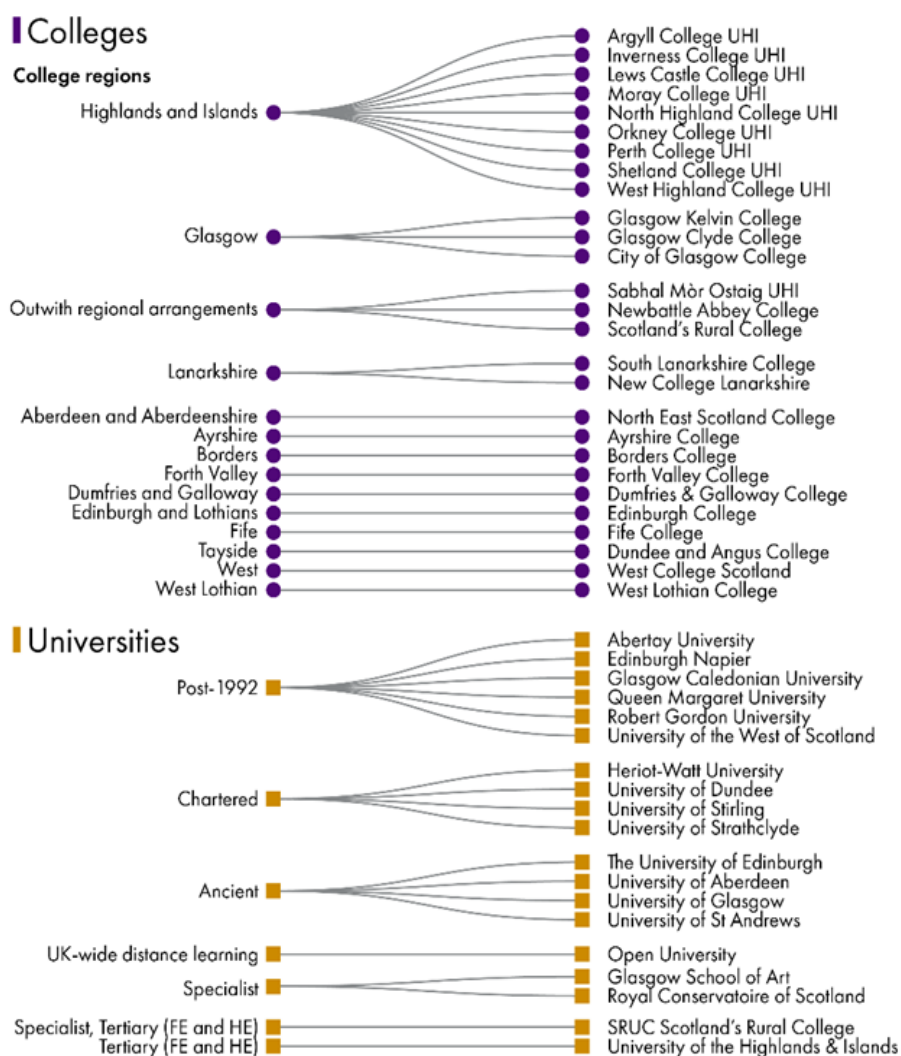 Colleges
College regions
Highlands and Islands
Argyll College UHI
Inverness College UHI
Lews Castle College UHI
Moray College UHI
North Highland College UHI
Orkney College UHI
Perth College UHI
Shetland College UHI
West Highland College UHI
Glasgow
Glasgow Kelvin College
Glasgow Clyde College
City of Glasgow College
Outwith regional arrangements
Sabhal Mòr Ostaig UHI
Newbattle Abbey College
Scotland's Rural College
Lanarkshire
South Lanarkshire College
New College Lanarkshire
Aberdeen and Aberdeenshire North East Scotland College
Ayrshire Ayrshire College
Borders Borders College
Forth Valley Forth Valley College
Dumfries and Galloway Dumfries & Galloway College
Edinburgh and Lothians Edinburgh College
Fife Fife College
Tayside Dundee and Angus College
West West College Scotland
West Lothian West Lothian College
Universities
Post-1992
Abertay University
Edinburgh Napier
Glasgow Caledonian University
Queen Margaret University
Robert Gordon University
University of the West of Scotland
Chartered
Heriot-Watt University
University of Dundee
University of Stirling
University of Strathclyde
Ancient
The University of Edinburgh
University of Aberdeen
University of Glasgow
University of St Andrews
UK-wide distance learning Open University
Specialist
Glasgow School of Art
Royal Conservatoire of Scotland
Specialist, Tertiary (FE and HE) SRUC Scotland's Rural College
Tertiary (FE and HE) University of the Highlands & Islands